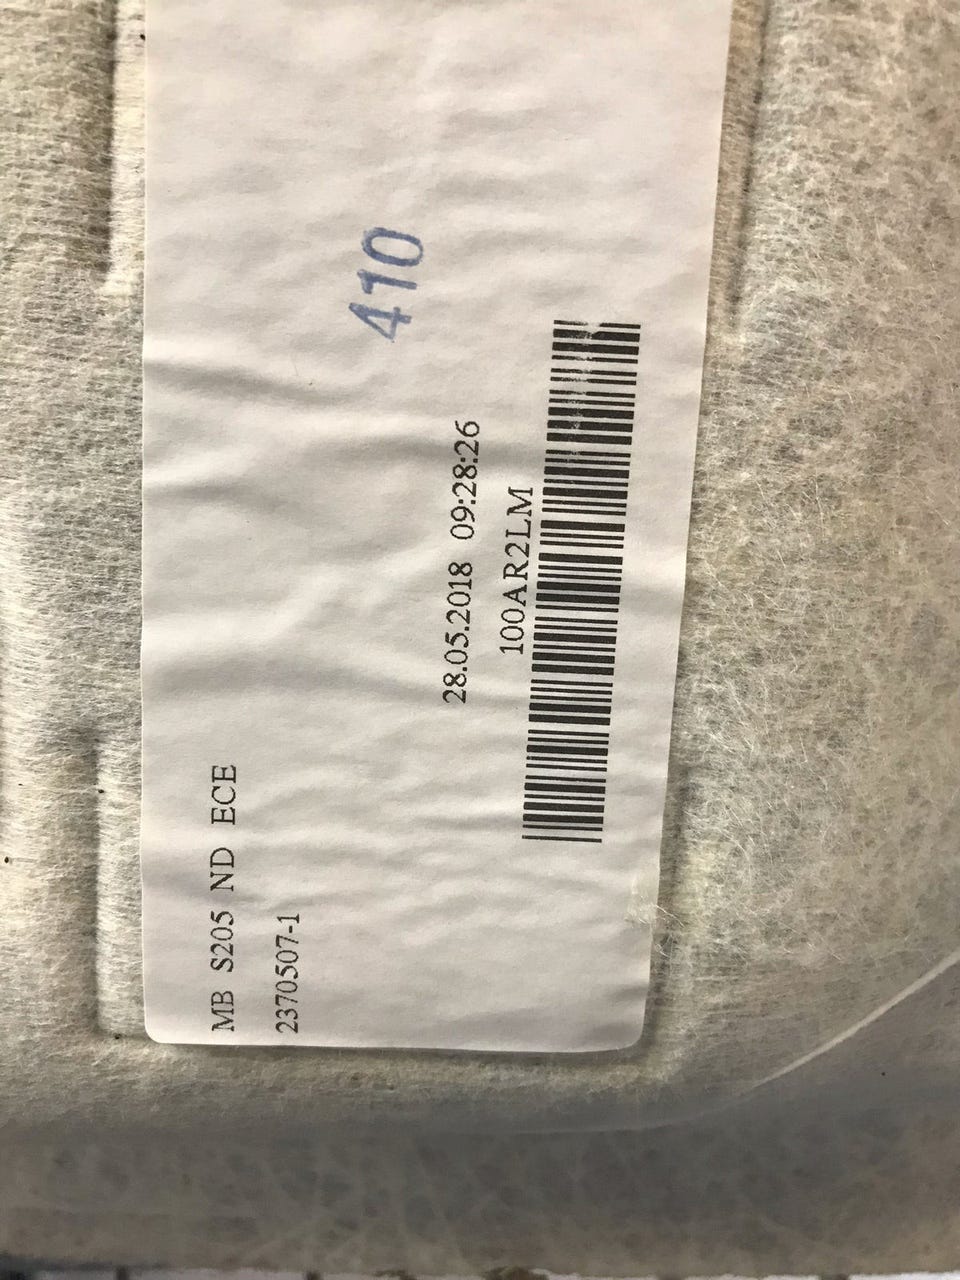 MB S205 ND ECE
2370507-1
410
28.05.2018 09:28:26
100AR2LM